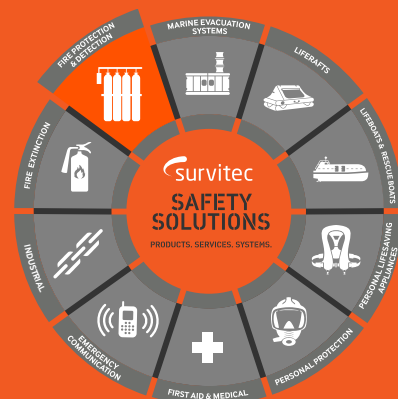 FIRE PROTECTION
& DETECTION
MARINE EVACUATION
SYSTEMS
LIFERAFTS
LIFEBOATS & RESCUE BOATS
PERSONAL LIFESAVING
APPLIANCES
PERSONAL PROTECTION
FIRST AID & MEDICAL
EMERGENCY
COMMUNICATION
INDUSTRIAL
FIRE EXTINCTION
survitec
SAFETY
SOLUTIONS
PRODUCTS. SERVICES. SYSTEMS.